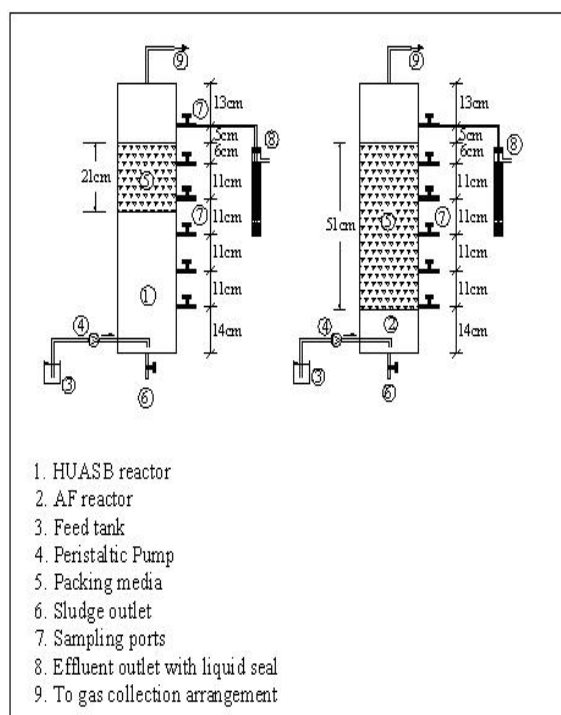 9
9
7
13cm
7
13cm
5cm
8
5cm
8
6cm
6cm
21cm
5
11cm
11cm
7
11cm
51cm
5
7
11cm
11cm
11cm
1
11cm
11cm
4
14cm
4
2
14cm
3
6
3
6
1. HUASB reactor
2. AF reactor
3. Feed tank
4. Peristaltic Pump
5. Packing media
6. Sludge outlet
7. Sampling ports
8. Effluent outlet with liquid seal
9. To gas collection arrangement